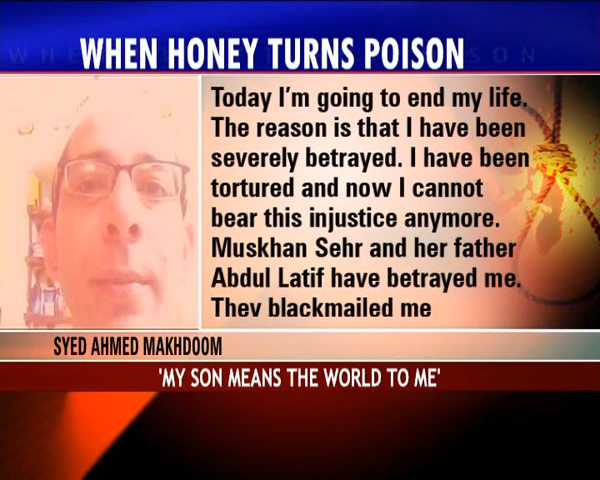 WHEN HONEY TURNS POISON
Today I'm going to end my life.
The reason is that I have been
severely betrayed. I have been
tortured and now I cannot
bear this injustice anymore.
Muskhan Sehr and her father
Abdul Latif have betrayed me.
They blackmailed me
SYED AHMED MAKHDOOM
'MY SON MEANS THE WORLD TO ME'